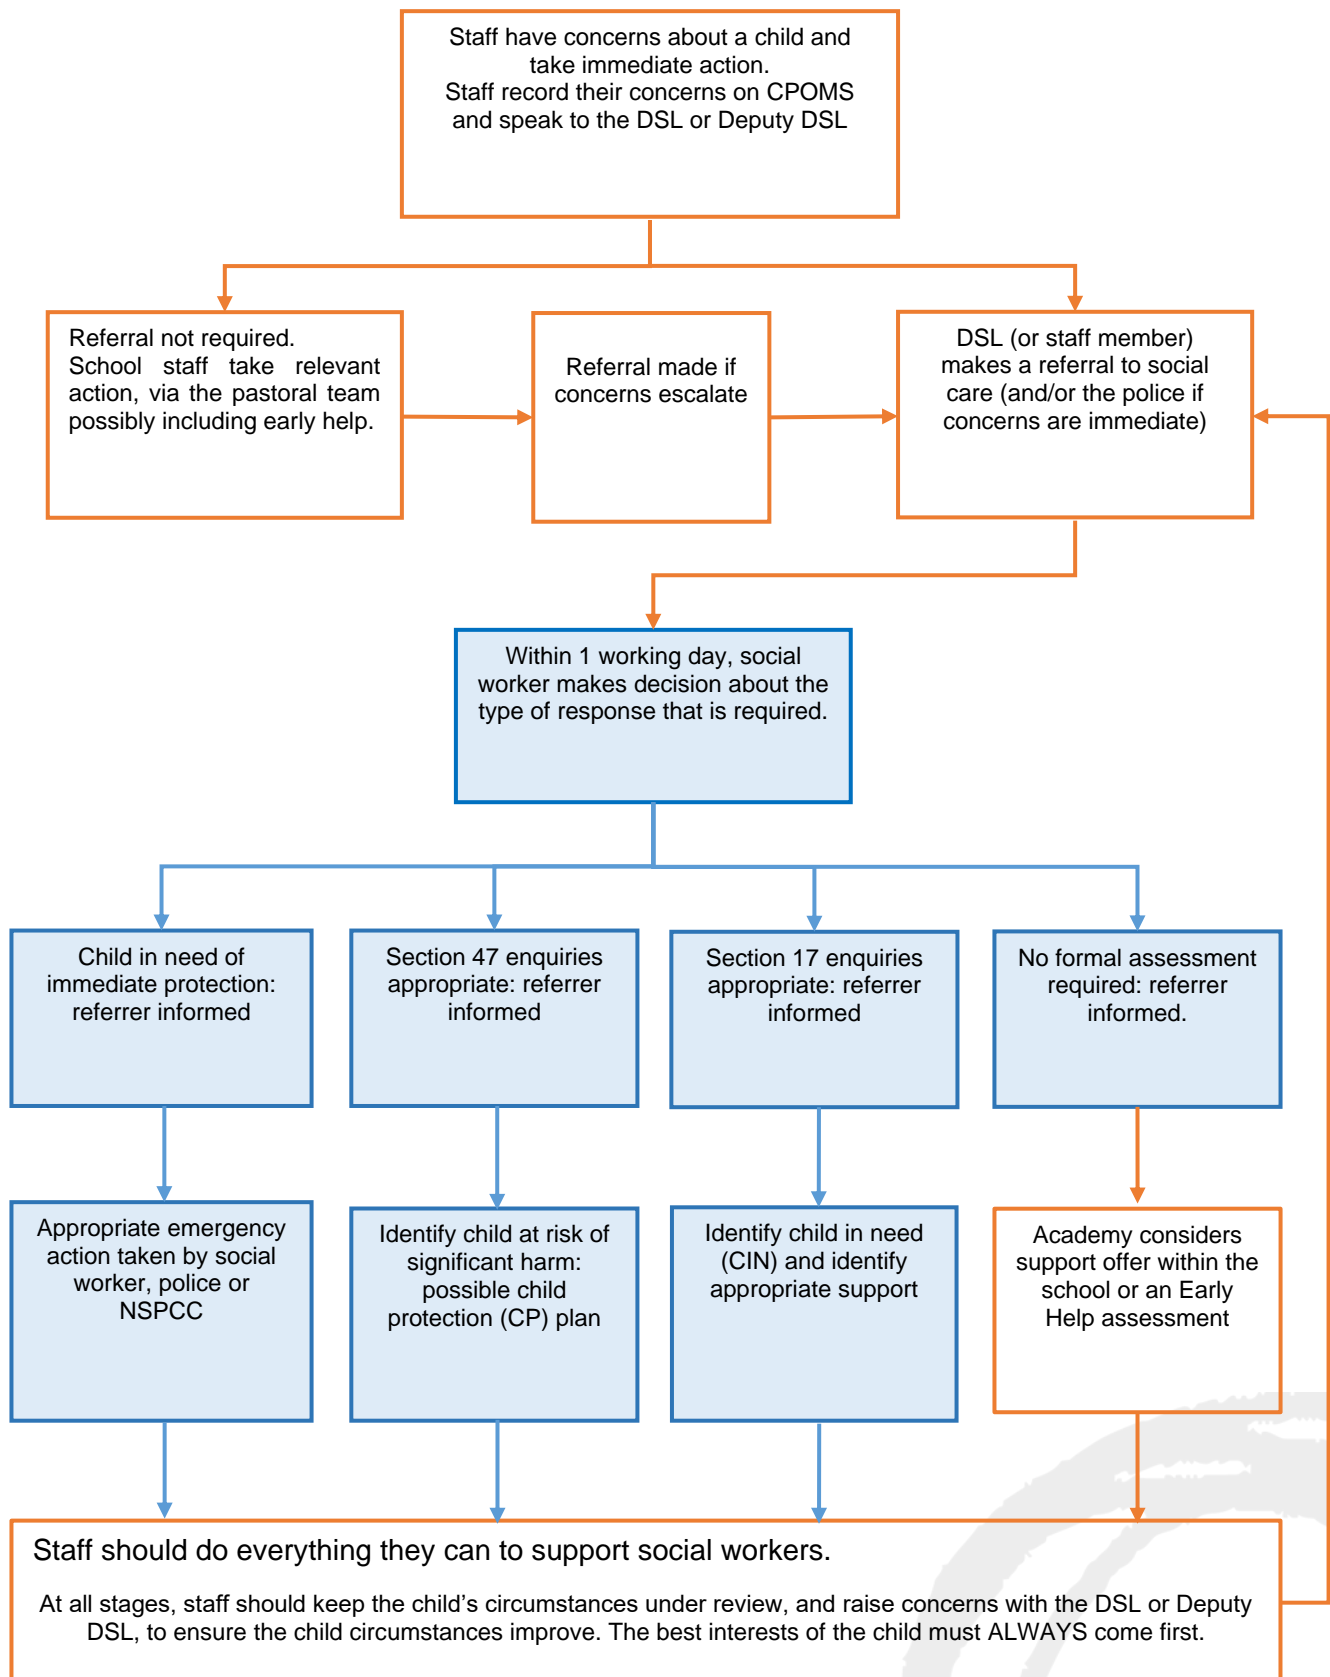 Staff have concerns about a child and
take immediate action.
Staff record their concerns on CPOMS
and speak to the DSL or Deputy DSL
Referral not required.
School staff take relevant
action, via the pastoral team
possibly including early help.
Referral made if
concerns escalate
DSL (or staff member)
makes a referral to social
care (and/or the police if
concerns are immediate)
Within 1 working day, social
worker makes decision about the
type of response that is required.
Child in need of
immediate protection:
referrer informed
Section 47 enquiries
appropriate: referrer
informed
Section 17 enquiries
appropriate: referrer
informed
No formal assessment
required: referrer
informed.
Appropriate emergency
action taken by social
worker, police or
NSPCC
Identify child at risk of
significant harm:
possible child
protection (CP) plan
Identify child in need
(CIN) and identify
appropriate support
Academy considers
support offer within the
school or an Early
Help assessment
Staff should do everything they can to support social workers.
At all stages, staff should keep the child’s circumstances under review, and raise concerns with the DSL or Deputy
DSL, to ensure the child circumstances improve. The best interests of the child must ALWAYS come first.